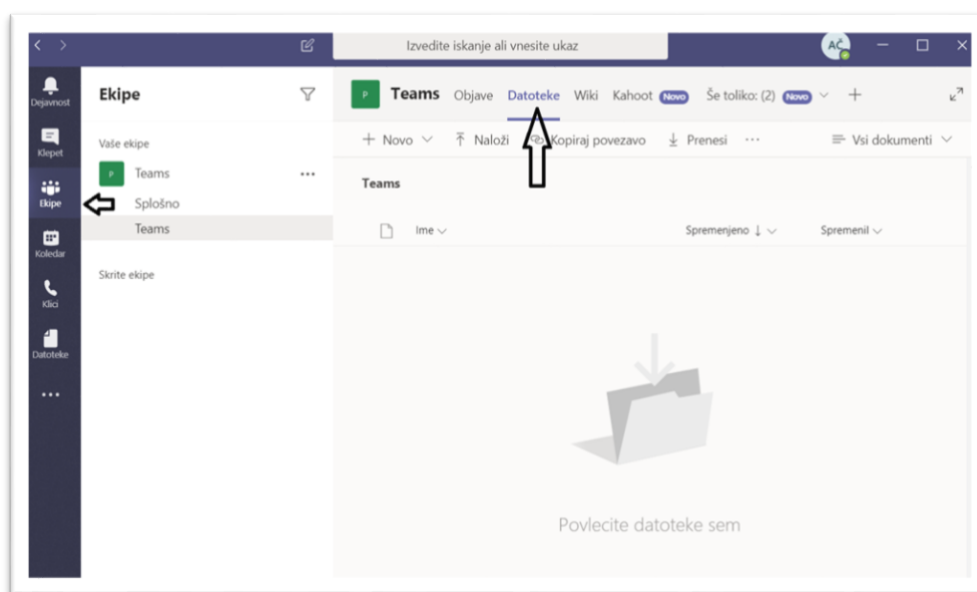 Izvedite iskanje ali vnesite ukaz
AČ
Dejavnost
Klepet
Ekipe
Koledar
Klici
Datoteke
Ekipe
Vaše ekipe
P Teams
Splošno
Teams
Skrite ekipe
P Teams Objave Datoteke Wiki Kahoot Novo Še toliko: (2) Novo
Novo Naloži Kopiraj povezavo Prenesi Vsi dokumenti
Teams
Ime Spremenjeno Spremenil
Povlecite datoteke sem